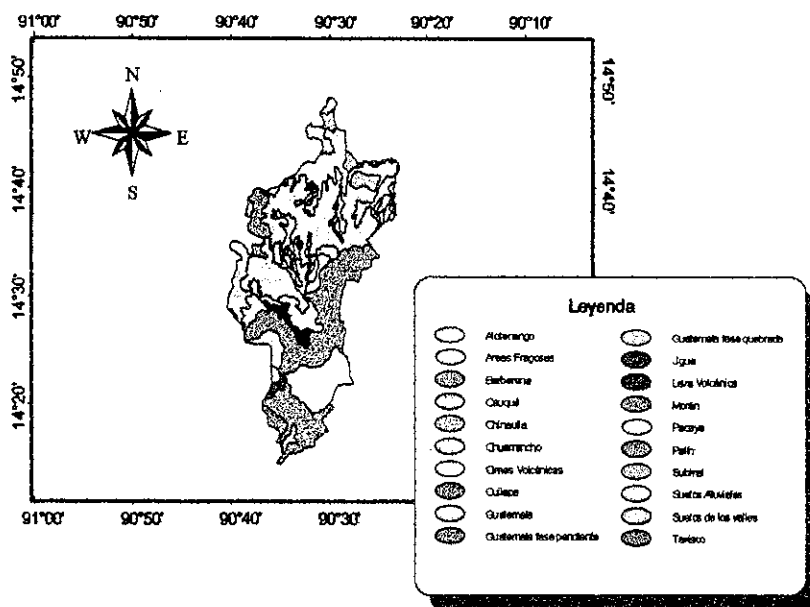 91°00' 90°50' 90°40' 90°30' 90°20' 90°10'
14°50' 14°50'
N
W E
S
14°40' 14°40'
14°30'
14°20'
91°00' 90°50' 90°40' 90°30'
Leyenda
Alotenango
Areas Fragosas
Barberena
Cauqui
Chinautla
Chuarrancho
Cimas Volcánicas
Cuilapa
Guatemala
Guatemala fase pendiente
Guatemala fase quebrada
Jigua
Lava Volcánica
Morán
Pacaya
Palín
Subinal
Suelos Aluviales
Suelos de los valles
Taxisco